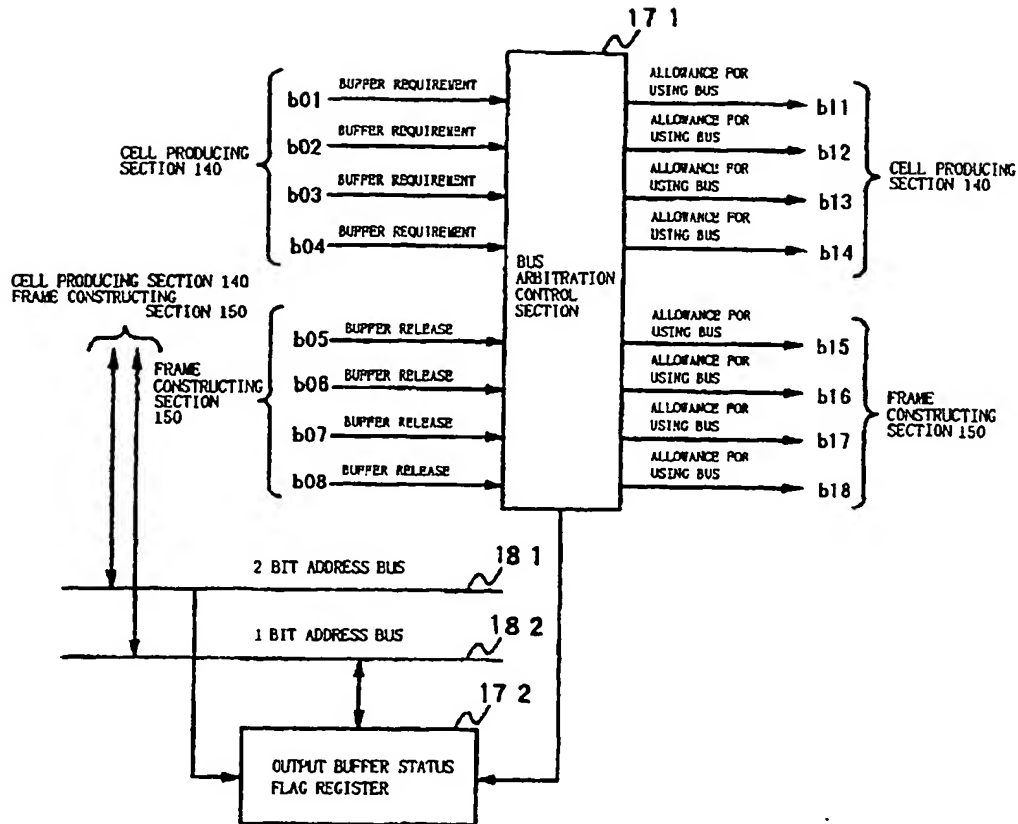 17 1
CELL PRODUCING
SECTION 140
b01 BUFFER REQUIREMENT
b02 BUFFER REQUIREMENT
b03 BUFFER REQUIREMENT
b04 BUFFER REQUIREMENT
CELL PRODUCING SECTION 140
FRAME CONSTRUCTING
SECTION 150
FRAME
CONSTRUCTING
SECTION
150
b05 BUFFER RELEASE
b06 BUFFER RELEASE
b07 BUFFER RELEASE
b08 BUFFER RELEASE
BUS
ARBITRATION
CONTROL
SECTION
ALLOWANCE FOR
USING BUS
b11
ALLOWANCE FOR
USING BUS
b12
ALLOWANCE FOR
USING BUS
b13
ALLOWANCE FOR
USING BUS
b14
CELL PRODUCING
SECTION 140
ALLOWANCE FOR
USING BUS
b15
ALLOWANCE FOR
USING BUS
b16
ALLOWANCE FOR
USING BUS
b17
ALLOWANCE FOR
USING BUS
b18
FRAME
CONSTRUCTING
SECTION 150
2 BIT ADDRESS BUS
18 1
1 BIT ADDRESS BUS
18 2
17 2
OUTPUT BUFFER STATUS
FLAG REGISTER